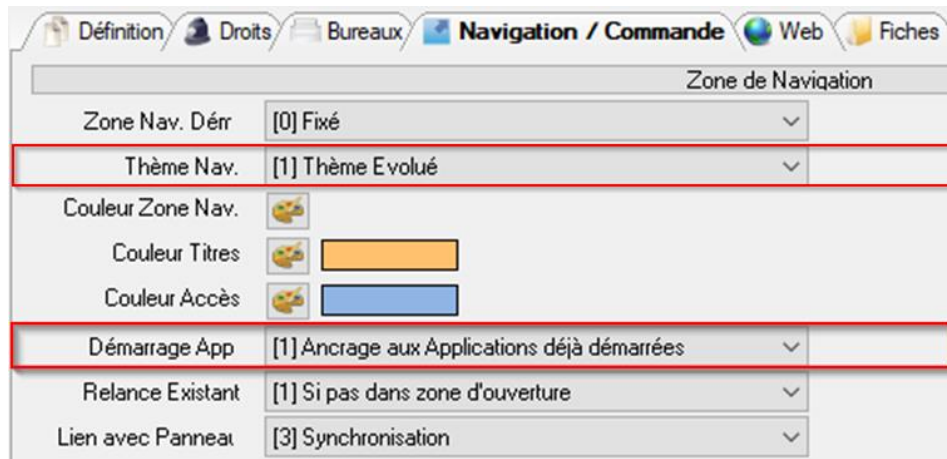 Définition Droits Bureaux Navigation / Commande Web Fiches
Zone de Navigation
Zone Nav. Dérr [0] Fixé
Thème Nav. [1] Thème Evolué
Couleur Zone Nav.
Couleur Titres
Couleur Accès
Démarrage App [1] Ancrage aux Applications déjà démarrées
Relance Existant [1] Si pas dans zone d'ouverture
Lien avec Panneau [3] Synchronisation